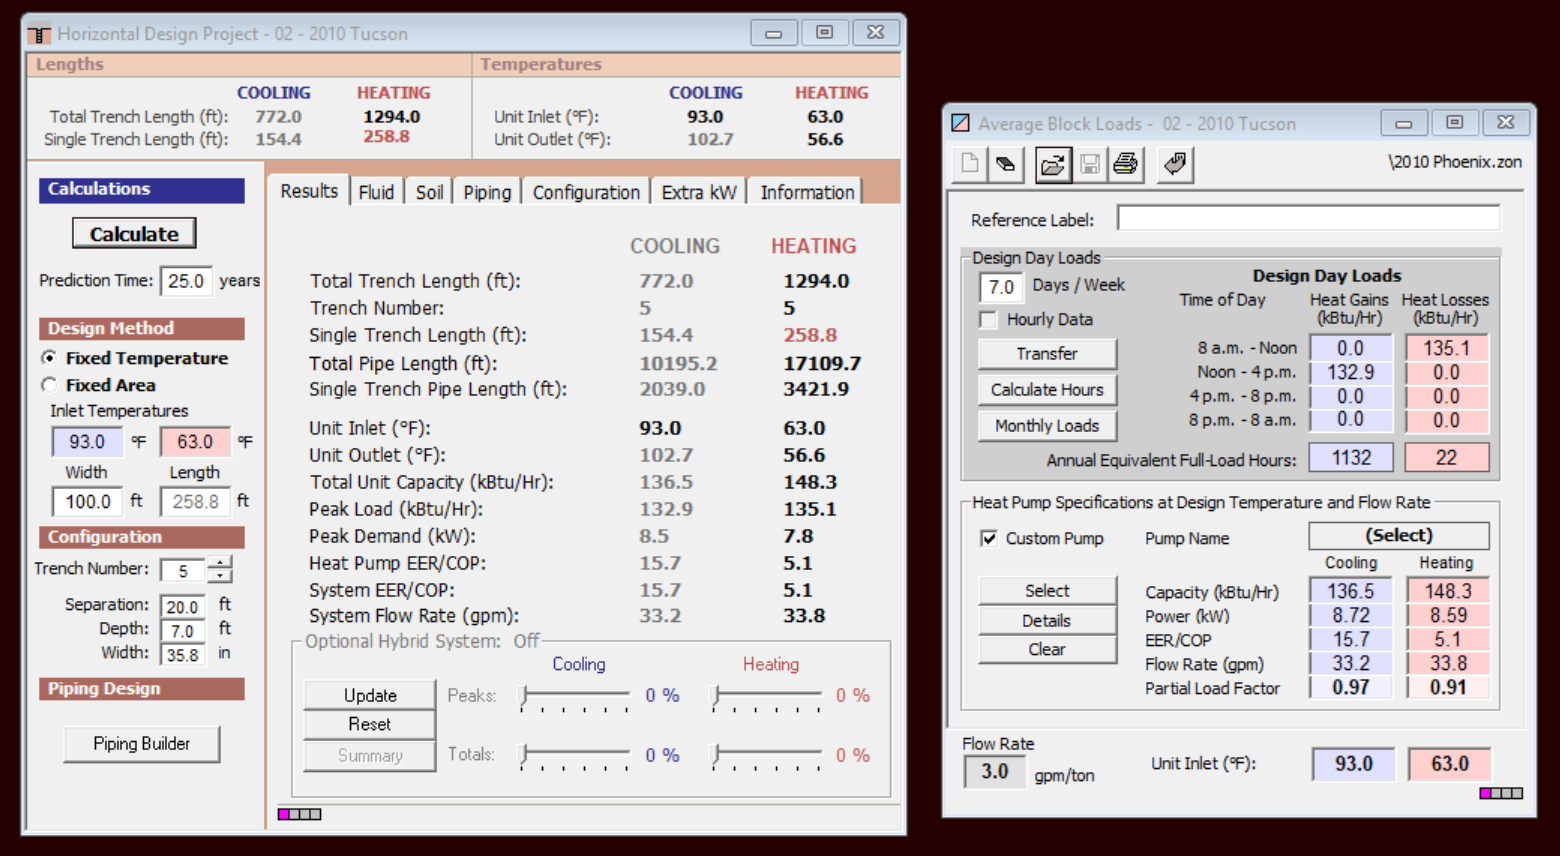 Horizontal Design Project - 02 - 2010 Tucson
Lengths
Temperatures
COOLING HEATING
Total Trench Length (ft): 772.0 1294.0
Single Trench Length (ft): 154.4 258.8
COOLING HEATING
Unit Inlet (°F): 93.0 63.0
Unit Outlet (°F): 102.7 56.6
Calculations
Calculate
Prediction Time: 25.0 years
Design Method
Fixed Temperature
Fixed Area
Inlet Temperatures
93.0 °F 63.0 °F
Width Length
100.0 ft 258.8 ft
Configuration
Trench Number: 5
Separation: 20.0 ft
Depth: 7.0 ft
Width: 35.8 in
Piping Design
Piping Builder
Results Fluid Soil Piping Configuration Extra kW Information
COOLING HEATING
Total Trench Length (ft): 772.0 1294.0
Trench Number: 5 5
Single Trench Length (ft): 154.4 258.8
Total Pipe Length (ft): 10195.2 17109.7
Single Trench Pipe Length (ft): 2039.0 3421.9
Unit Inlet (°F): 93.0 63.0
Unit Outlet (°F): 102.7 56.6
Total Unit Capacity (kBtu/Hr): 136.5 148.3
Peak Load (kBtu/Hr): 132.9 135.1
Peak Demand (kW): 8.5 7.8
Heat Pump EER/COP: 15.7 5.1
System EER/COP: 15.7 5.1
System Flow Rate (gpm): 33.2 33.8
Optional Hybrid System: Off
Cooling Heating
Update Peaks: 0 % 0 %
Reset
Summary Totals: 0 % 0 %
Average Block Loads - 02 - 2010 Tucson
\2010 Phoenix.zon
Reference Label:
Design Day Loads
7.0 Days / Week
Hourly Data
Transfer
Calculate Hours
Monthly Loads
Design Day Loads
Time of Day Heat Gains Heat Losses
(kBtu/Hr) (kBtu/Hr)
8 a.m. - Noon 0.0 135.1
Noon - 4 p.m. 132.9 0.0
4 p.m. - 8 p.m. 0.0 0.0
8 p.m. - 8 a.m. 0.0 0.0
Annual Equivalent Full-Load Hours: 1132 22
Heat Pump Specifications at Design Temperature and Flow Rate
Custom Pump Pump Name (Select)
Cooling Heating
Select
Details
Clear
Capacity (kBtu/Hr) 136.5 148.3
Power (kW) 8.72 8.59
EER/COP 15.7 5.1
Flow Rate (gpm) 33.2 33.8
Partial Load Factor 0.97 0.91
Flow Rate
3.0 gpm/ton
Unit Inlet (°F): 93.0 63.0